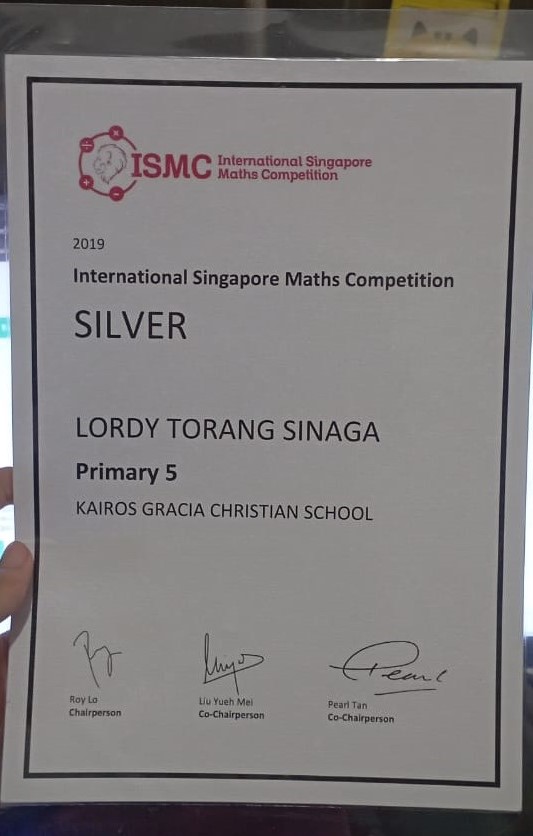 ISMC International Singapore
Maths Competition
2019
International Singapore Maths Competition
SILVER
LORDY TORANG SINAGA
Primary 5
KAIROS GRACIA CHRISTIAN SCHOOL
Pearl
Roy Lo
Chairperson
Liu Yueh Mei
Co-Chairperson
Pearl Tan
Co-Chairperson